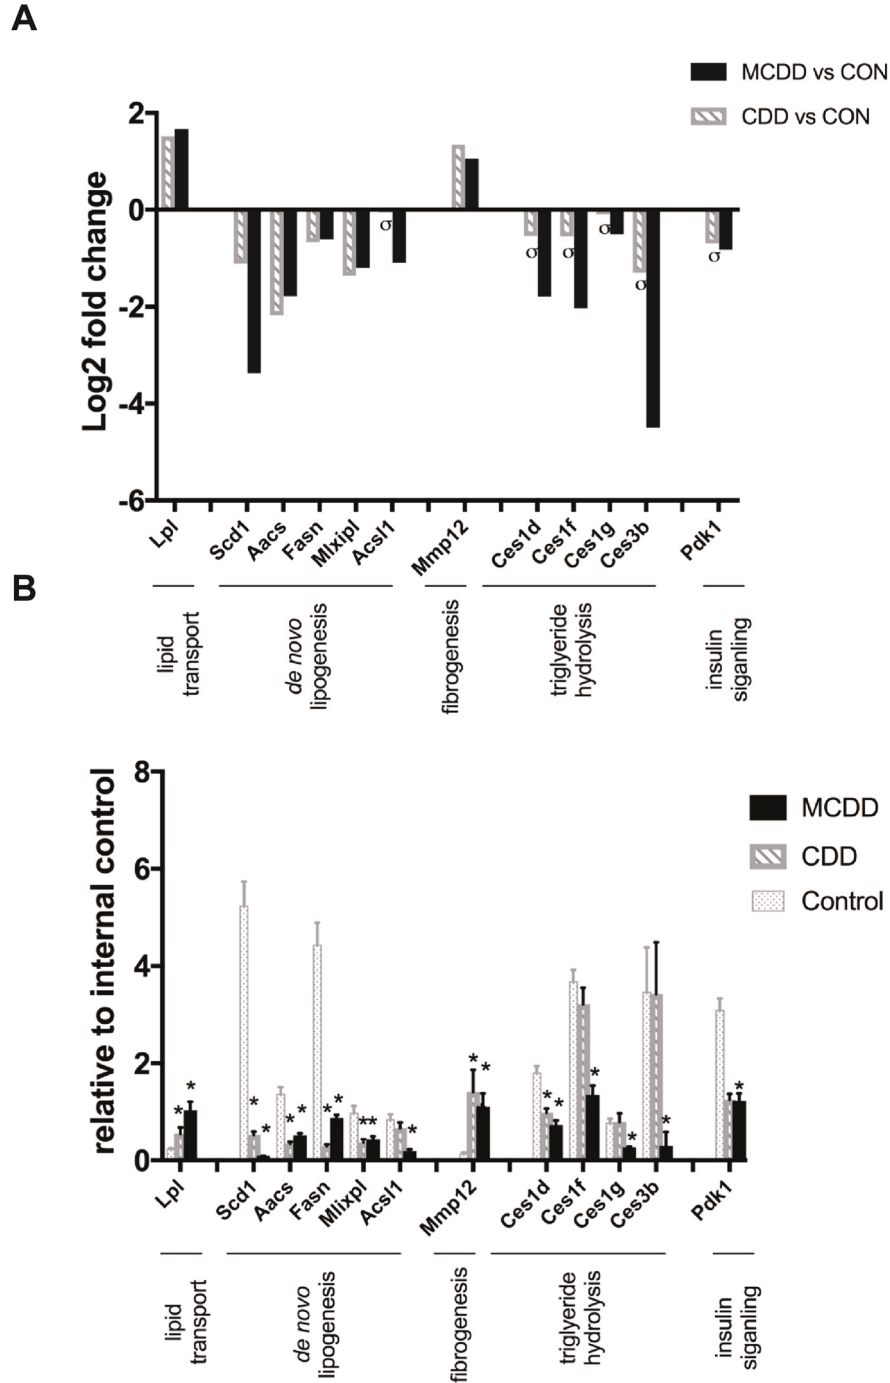 A
MCDD vs CON
CDD vs CON
Log2 fold change
2
0
-2
-4
-6
σ
σ
σ
σ
σ
σ
Lpl
Scd1
Aacs
Fasn
Mlxipl
Acsl1
Mmp12
Ces1d
Ces1f
Ces1g
Ces3b
Pdk1
lipid
transport
de novo
lipogenesis
fibrogenesis
triglyceride
hydrolysis
insulin
siganling
B
MCDD
CDD
Control
relative to internal control
8
6
4
2
0
* *
* *
* *
* *
**
*
* *
* *
*
*
*
*
Lpl
Scd1
Aacs
Fasn
Mlixpl
Acsl1
Mmp12
Ces1d
Ces1f
Ces1g
Ces3b
Pdk1
lipid
transport
de novo
lipogenesis
fibrogenesis
triglyceride
hydrolysis
insulin
siganling